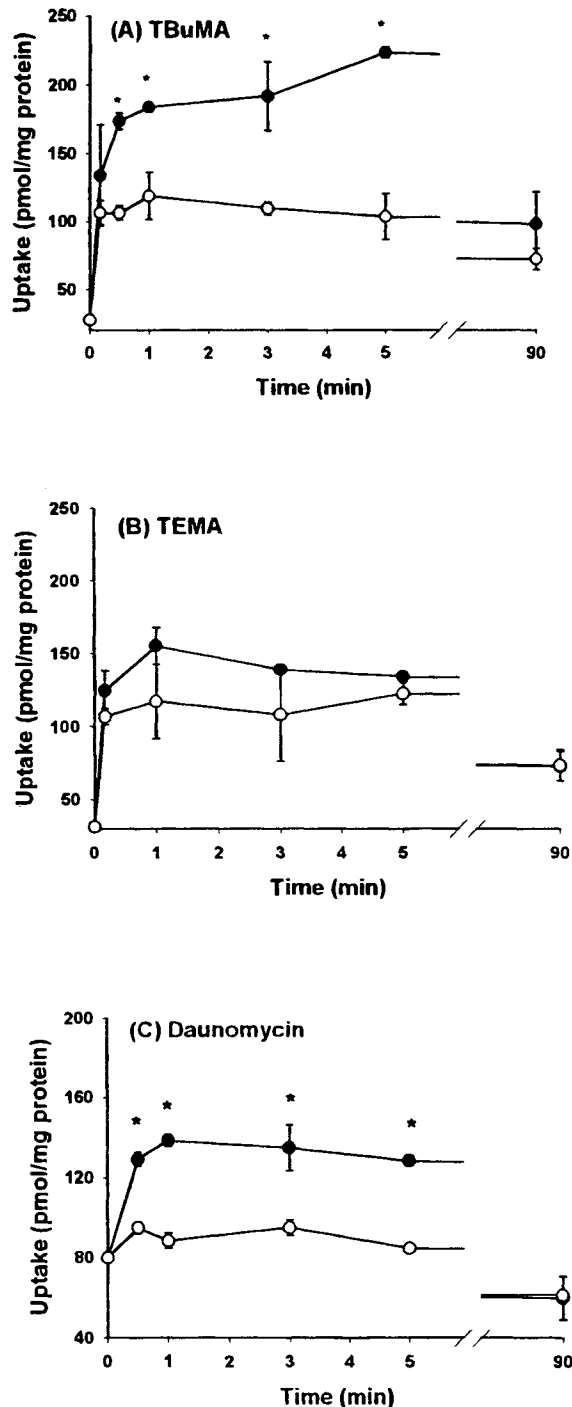 (A) TBuMA
* * * *
Uptake (pmol/mg protein)
250
200
150
100
50
0 1 2 3 4 5 90
Time (min)
(B) TEMA
Uptake (pmol/mg protein)
250
200
150
100
50
0 1 2 3 4 5 90
Time (min)
(C) Daunomycin
* * * *
Uptake (pmol/mg protein)
200
160
120
80
40
0 1 2 3 4 5 90
Time (min)